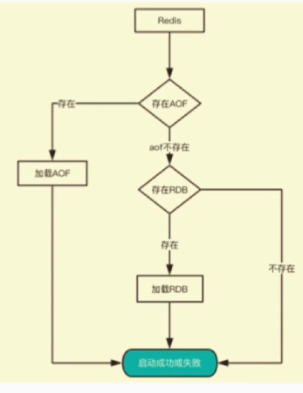 Redis
存在AOF
存在
aof不存在
加载AOF
存在RDB
存在
不存在
加载RDB
启动成功或失败